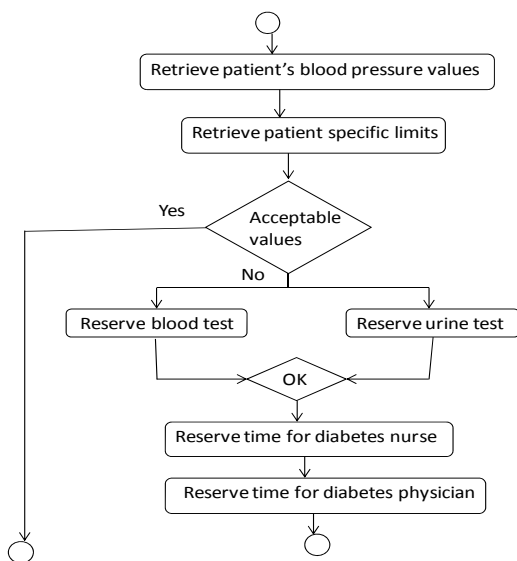 Retrieve patient's blood pressure values
Retrieve patient specific limits
Yes
Acceptable
values
No
Reserve blood test
Reserve urine test
OK
Reserve time for diabetes nurse
Reserve time for diabetes physician